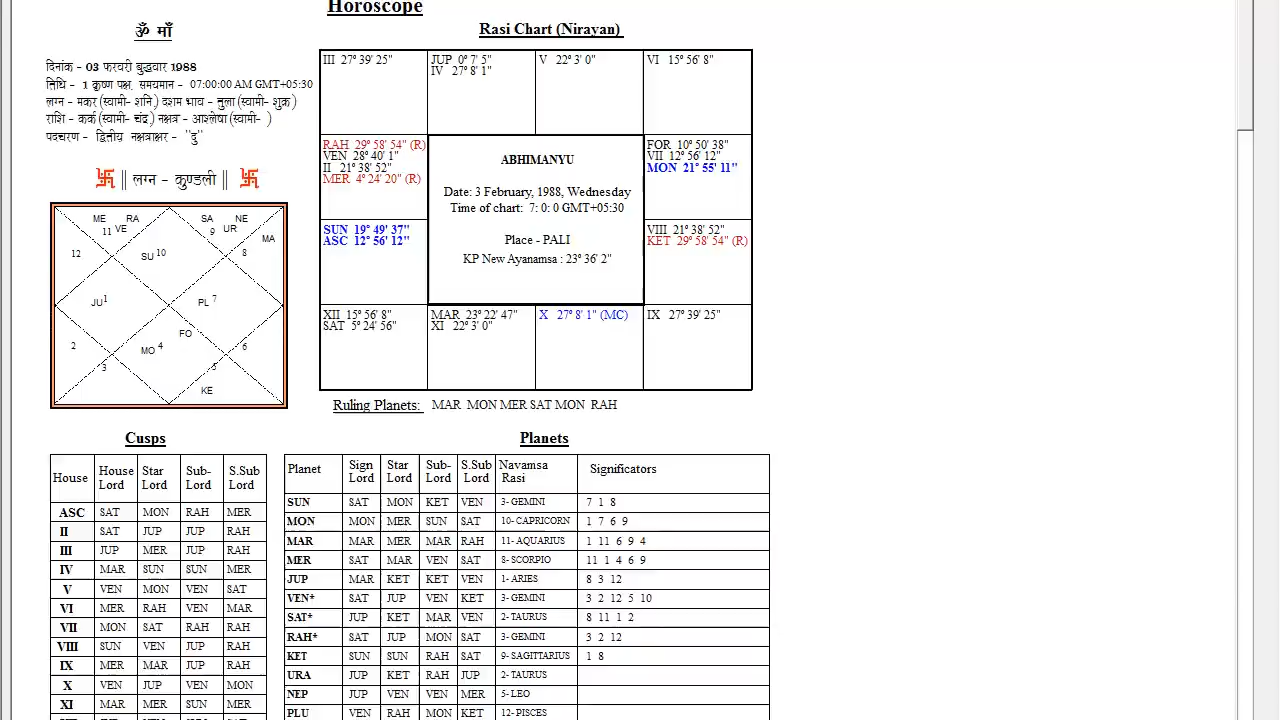 Horoscope
ॐ माँ
दिनांक - 03 फरवरी बुद्धवार 1988
तिथि - 1 कृष्ण पक्ष. समयमान - 07:00:00 AM GMT+05:30
लग्न - मकर (स्वामी- शनि) दशम भाव - तुला (स्वामी- शुक्र)
राशि - कर्क (स्वामी- चंद्र) नक्षत्र - आश्लेषा (स्वामी- )
पदचरण - द्वितीय नक्षत्राक्षर - "डु"
卐 || लग्न - कुण्डली || 卐
ME RA SA NE
11 VE 9 UR
MA
12 SU 10 8
JU 1 PL 7
FO
2 MO 4 6
3 5
KE
Rasi Chart (Nirayan)
III 27° 39' 25"
JUP 0° 7' 5"
IV 27° 8' 1"
V 22° 3' 0"
VI 15° 56' 8"
RAH 29° 58' 54" (R)
VEN 28° 40' 1"
II 21° 38' 52"
MER 4° 24' 20" (R)
ABHIMANYU
Date: 3 February, 1988, Wednesday
Time of chart: 7: 0: 0 GMT+05:30
Place - PALI
KP New Ayanamsa : 23° 36' 2"
FOR 10° 50' 38"
VII 12° 56' 12"
MON 21° 55' 11"
SUN 19° 49' 37"
ASC 12° 56' 12"
VIII 21° 38' 52"
KET 29° 58' 54" (R)
XII 15° 56' 8"
SAT 5° 24' 56"
MAR 23° 22' 47"
XI 22° 3' 0"
X 27° 8' 1" (MC)
IX 27° 39' 25"
Ruling Planets: MAR MON MER SAT MON RAH
Cusps
House House Lord Star Lord Sub-Lord S.Sub Lord
ASC SAT MON RAH MER
II SAT JUP JUP RAH
III JUP MER JUP RAH
IV MAR SUN SUN MER
V VEN MON VEN SAT
VI MER RAH VEN MAR
VII MON SAT RAH RAH
VIII SUN VEN JUP RAH
IX MER MAR JUP RAH
X VEN JUP VEN MON
XI MAR MER SUN MER
Planets
Planet Sign Lord Star Lord Sub-Lord S.Sub Lord Navamsa Rasi Significators
SUN SAT MON KET VEN 3- GEMINI 7 1 8
MON MON MER SUN SAT 10- CAPRICORN 1 7 6 9
MAR MAR MER MAR RAH 11- AQUARIUS 1 11 6 9 4
MER SAT MAR VEN SAT 8- SCORPIO 11 1 4 6 9
JUP MAR KET KET VEN 1- ARIES 8 3 12
VEN* SAT JUP VEN KET 3- GEMINI 3 2 12 5 10
SAT* JUP KET MAR VEN 2- TAURUS 8 11 1 2
RAH* SAT JUP MON SAT 3- GEMINI 3 2 12
KET SUN SUN RAH SAT 9- SAGITTARIUS 1 8
URA JUP KET RAH JUP 2- TAURUS
NEP JUP VEN VEN MER 5- LEO
PLU VEN RAH MON KET 12- PISCES